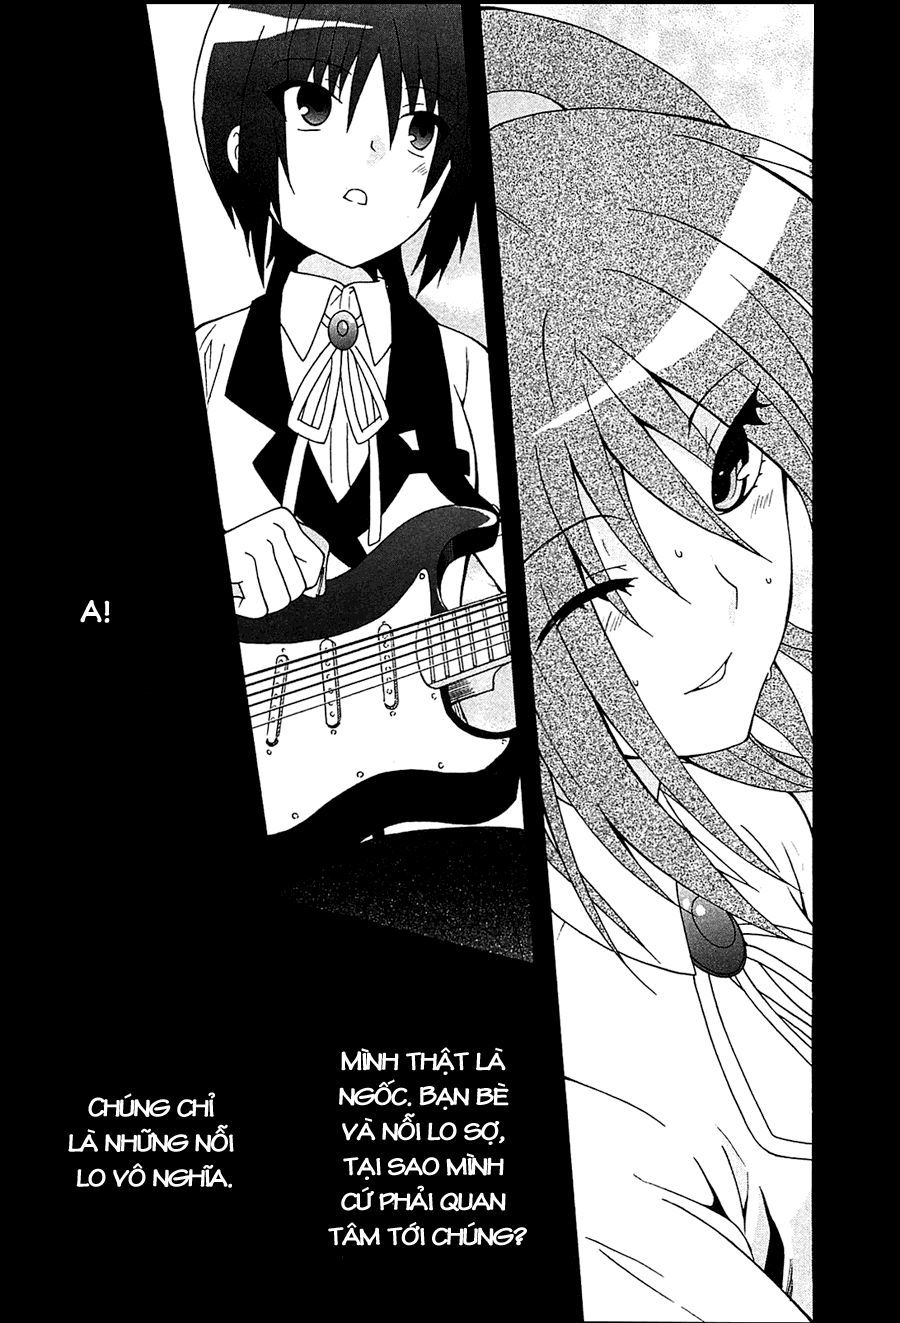 MÌNH THẬT LÀ
NGỐC. BẠN BÈ
VÀ NỖI LO SỢ,
TẠI SAO MÌNH
CỨ PHẢI QUAN
TÂM TỚI CHÚNG?
A!
CHÚNG CHỈ
LÀ NHỮNG NỖI
LO VÔ NGHĨA.